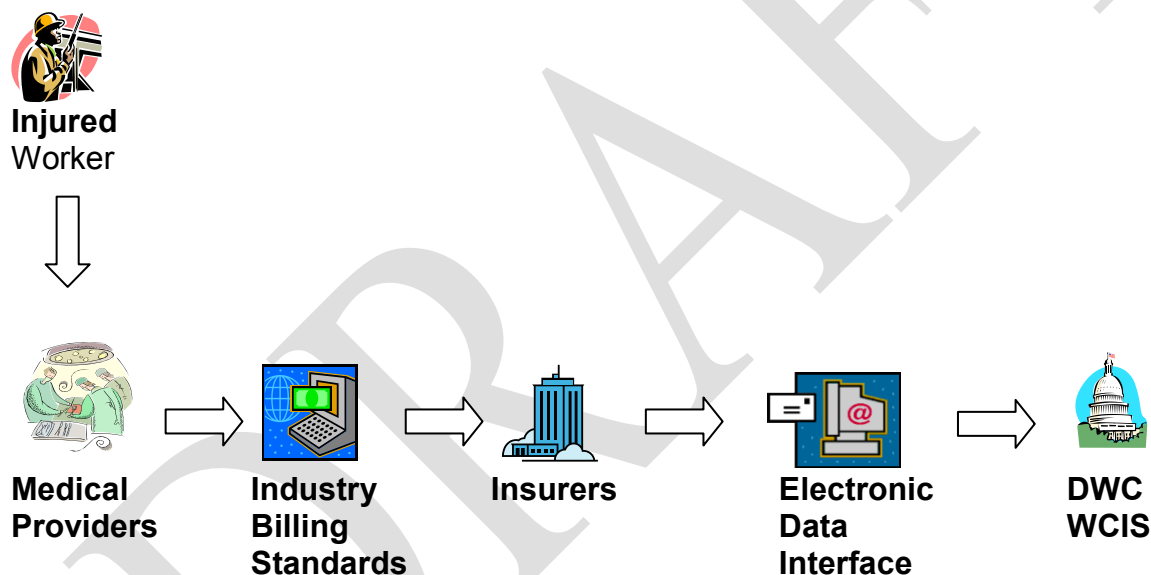 Injured
Worker
Medical
Providers
Industry
Billing
Standards
Insurers
Electronic
Data
Interface
DWC
WCIS
@
DRAFT